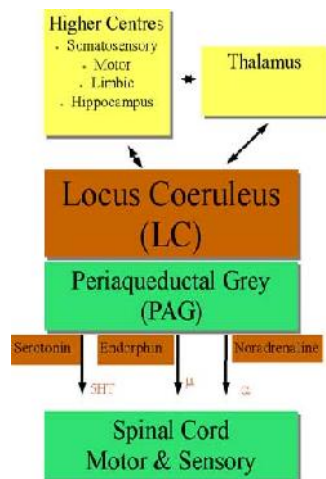 Higher Centres
• Somatosensory
• Motor
• Limbic
• Hippocampus
Thalamus
Locus Coeruleus
(LC)
Periaqueductal Grey
(PAG)
Serotonin Endorphin Noradrenaline
5HT µ α
Spinal Cord
Motor & Sensory